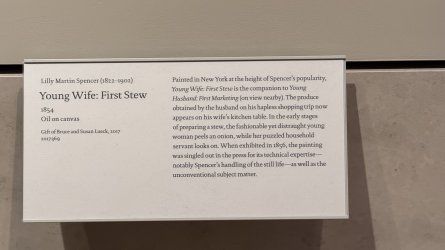 Lilly Martin Spencer (1822–1902)
Young Wife: First Stew
1854
Oil on canvas
Gift of Bruce and Susan Lueck, 2017
2017.969
Painted in New York at the height of Spencer's popularity,
Young Wife: First Stew is the companion to Young
Husband: First Marketing (on view nearby). The produce
obtained by the husband on his hapless shopping trip now
appears on his wife's kitchen table. In the early stages
of preparing a stew, the fashionable yet distraught young
woman peels an onion, while her puzzled household
servant looks on. When exhibited in 1856, the painting
was singled out in the press for its technical expertise—
notably Spencer's handling of the still life—as well as the
unconventional subject matter.